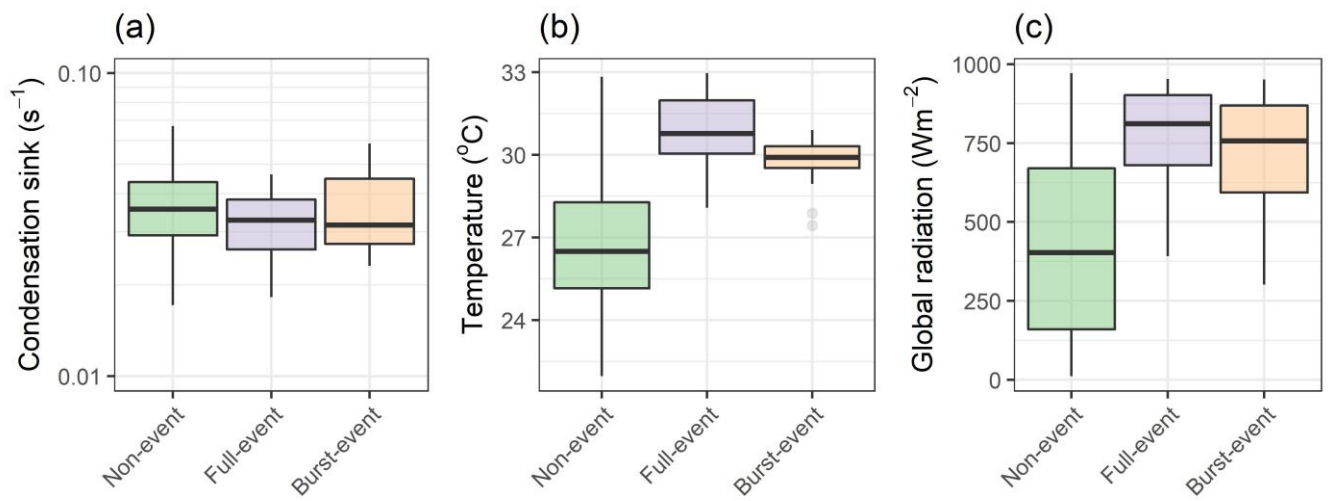 (a)
Condensation sink (s⁻¹)
0.10
0.01
Non-event
Full-event
Burst-event
(b)
Temperature (°C)
33
30
27
24
Non-event
Full-event
Burst-event
(c)
Global radiation (Wm⁻²)
1000
750
500
250
0
Non-event
Full-event
Burst-event